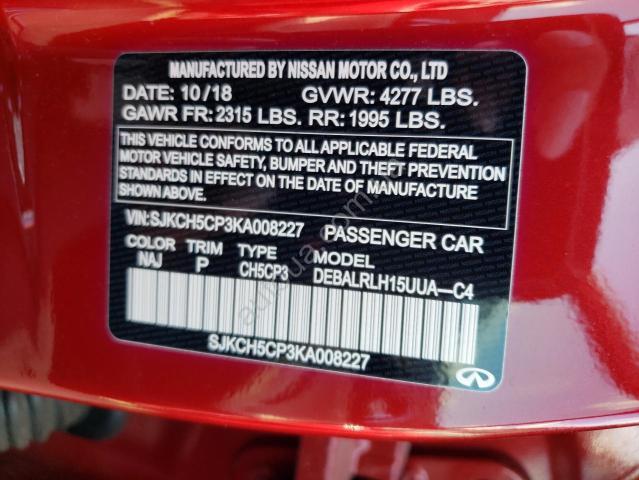 MANUFACTURED BY NISSAN MOTOR CO., LTD
DATE: 10/18 GVWR: 4277 LBS.
GAWR FR: 2315 LBS. RR: 1995 LBS.
THIS VEHICLE CONFORMS TO ALL APPLICABLE FEDERAL
MOTOR VEHICLE SAFETY, BUMPER AND THEFT PREVENTION
STANDARDS IN EFFECT ON THE DATE OF MANUFACTURE
SHOWN ABOVE.
VIN:SJKCH5CP3KA008227 PASSENGER CAR
COLOR TRIM TYPE MODEL
NAJ P CH5CP3 DEBALRLH15UUA-C4
SJKCH5CP3KA008227